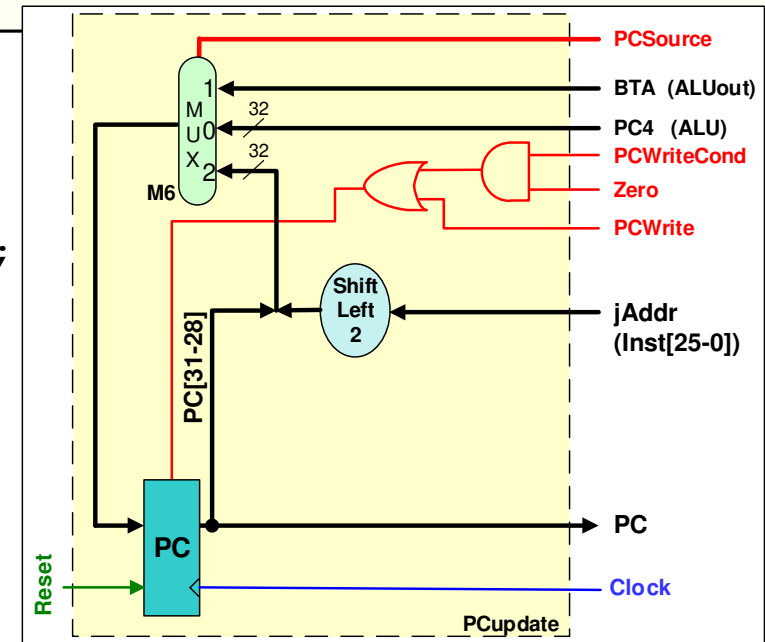 PCSource
1
BTA (ALUout)
M
U
X
0
32
PC4 (ALU)
PCWriteCond
32
2
M6
Zero
PCWrite
;
Shift
Left
2
jAddr
(Inst[25-0])
PC[31-28]
PC
PC
Reset
Clock
PCupdate